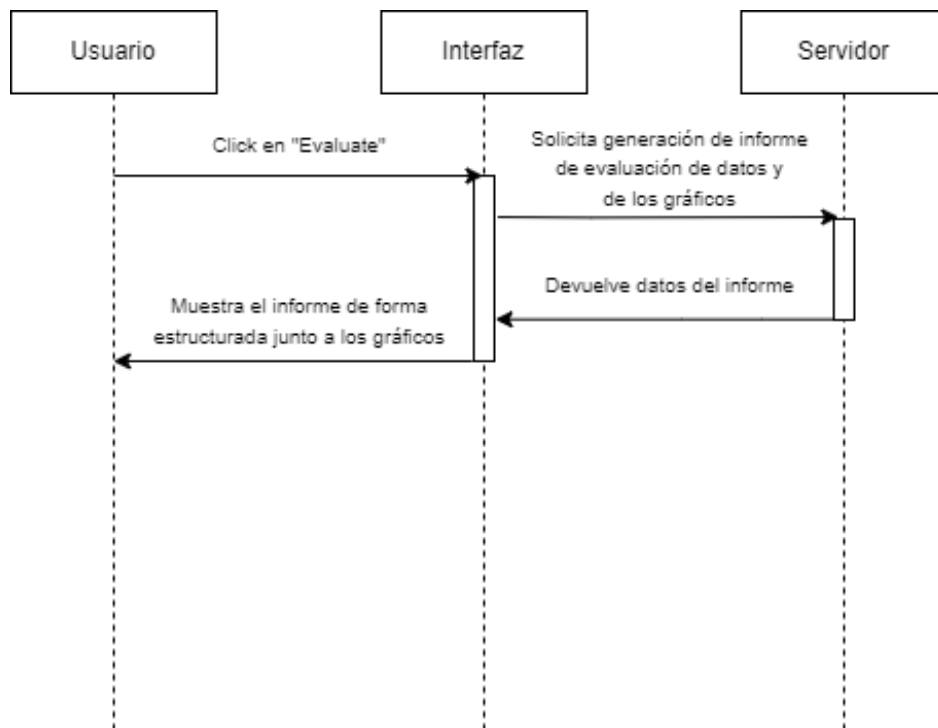 Usuario
Interfaz
Servidor
Click en "Evaluate"
Solicita generación de informe
de evaluación de datos y
de los gráficos
Devuelve datos del informe
Muestra el informe de forma
estructurada junto a los gráficos